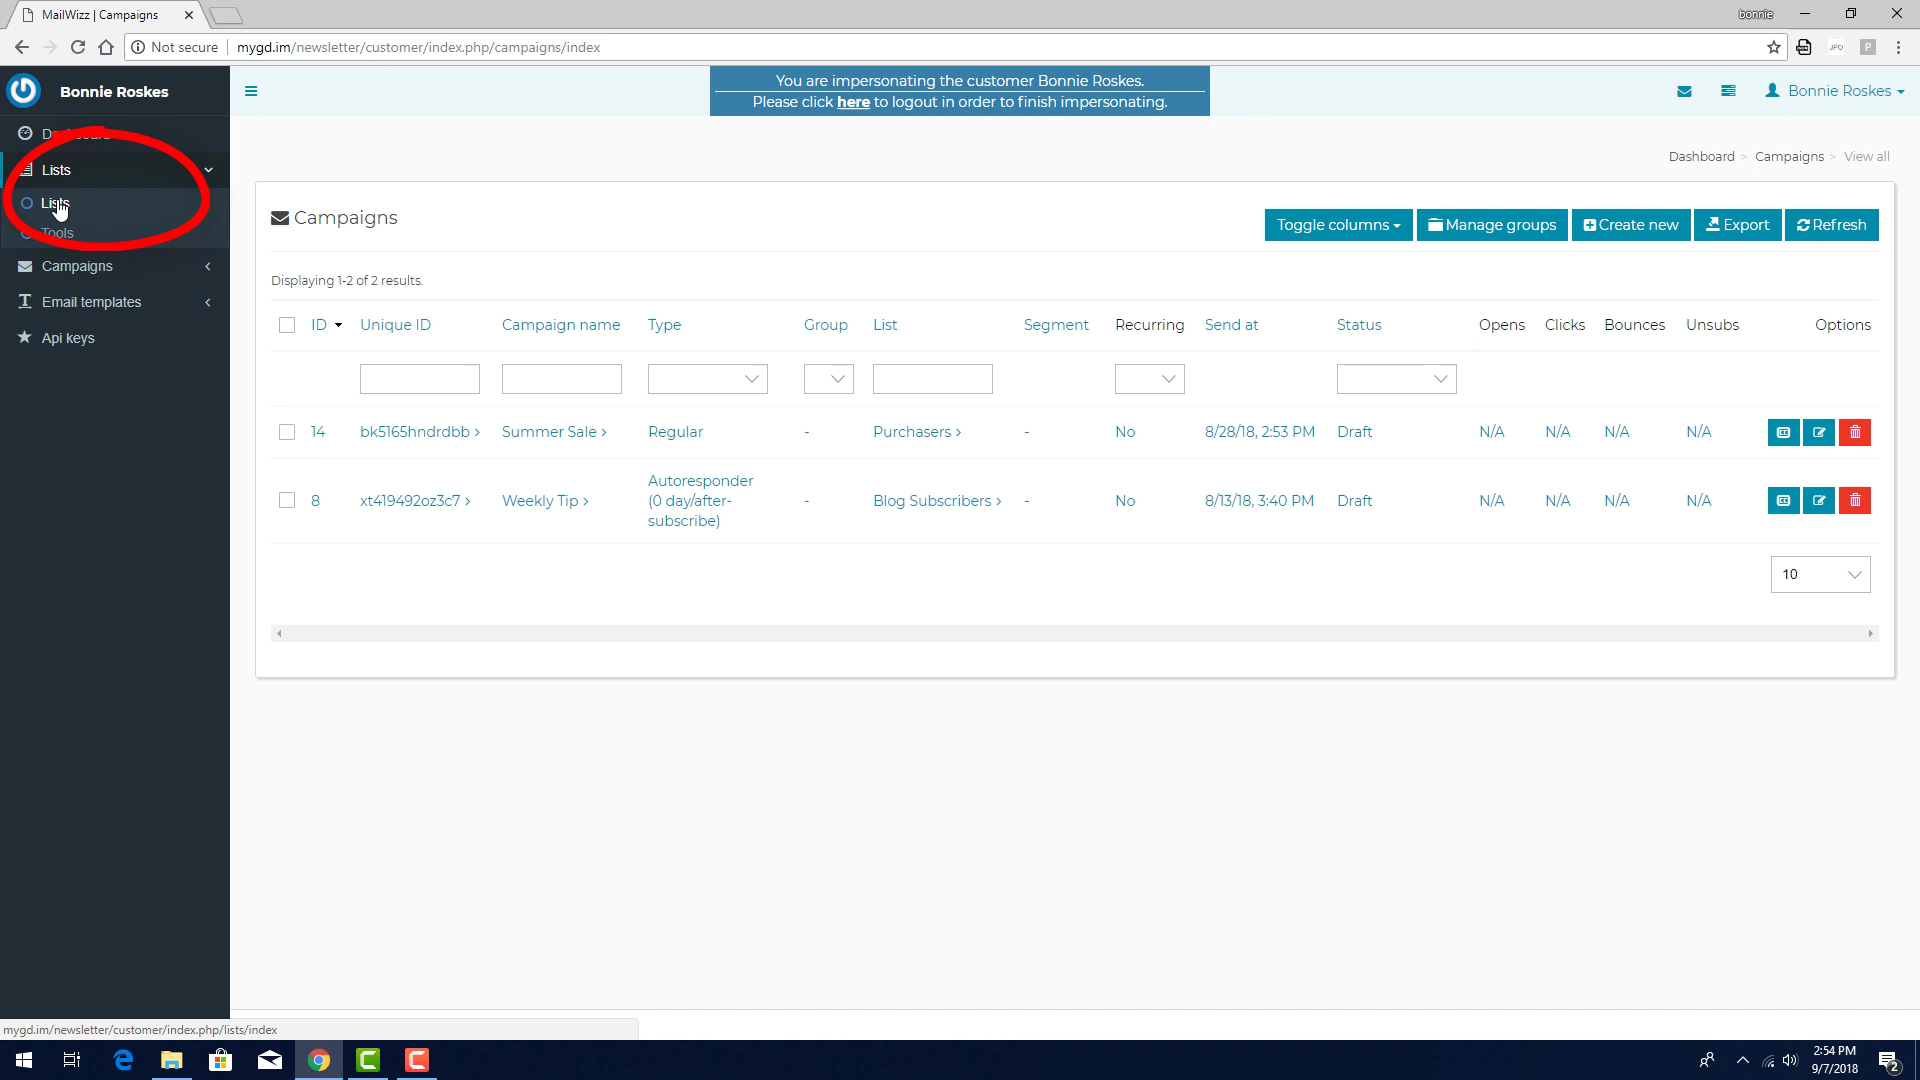 MailWizz | Campaigns
bonnie
Not secure
mygd.im/newsletter/customer/index.php/campaigns/index
JPO
P
Bonnie Roskes
You are impersonating the customer Bonnie Roskes.
Please click here to logout in order to finish impersonating.
Bonnie Roskes
Lists
Lists
Tools
Campaigns
Email templates
Api keys
Dashboard > Campaigns > View all
Campaigns
Toggle columns
Manage groups
Create new
Export
Refresh
Displaying 1-2 of 2 results.
ID Unique ID Campaign name Type Group List Segment Recurring Send at Status Opens Clicks Bounces Unsubs Options
14 bk5165hndrdbb > Summer Sale > Regular - Purchasers > - No 8/28/18, 2:53 PM Draft N/A N/A N/A N/A
8 xt419492oz3c7 > Weekly Tip > Autoresponder (0 day/after-subscribe) - Blog Subscribers > - No 8/13/18, 3:40 PM Draft N/A N/A N/A N/A
10
mygd.im/newsletter/customer/index.php/lists/index
2:54 PM
9/7/2018
2